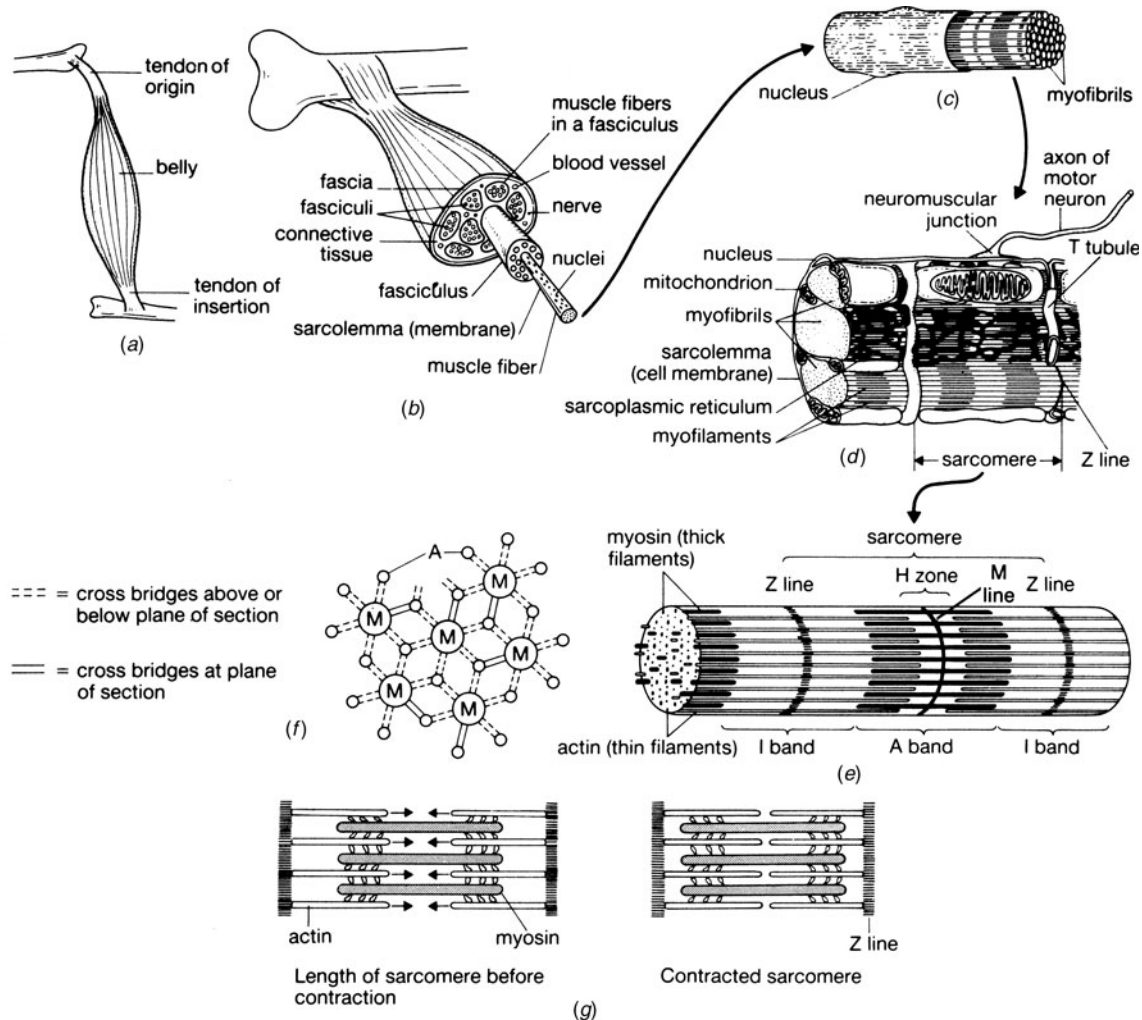 tendon of
origin
belly
tendon of
insertion
(a)
muscle fibers
in a fasciculus
blood vessel
fascia
fasciculi
nerve
connective
tissue
nuclei
fasciculus
sarcolemma (membrane)
muscle fiber
(b)
nucleus
(c)
myofibrils
axon of
motor
neuron
neuromuscular
junction
T tubule
nucleus
mitochondrion
myofibrils
sarcolemma
(cell membrane)
sarcoplasmic reticulum
myofilaments
(d)
sarcomere
Z line
A
M
M
M
M
M
M
= cross bridges above or
below plane of section
= cross bridges at plane
of section
(f)
myosin (thick
filaments)
sarcomere
Z line
H zone
M
line
Z line
actin (thin filaments)
I band
A band
I band
(e)
actin
myosin
Z line
Length of sarcomere before
contraction
Contracted sarcomere
(g)